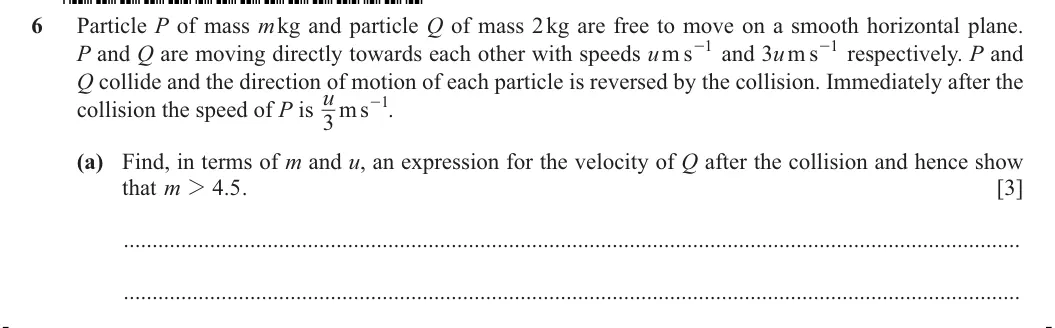 6 Particle P of mass m kg and particle Q of mass 2 kg are free to move on a smooth horizontal plane.
P and Q are moving directly towards each other with speeds u m s⁻¹ and 3u m s⁻¹ respectively. P and
Q collide and the direction of motion of each particle is reversed by the collision. Immediately after the
collision the speed of P is u/3 m s⁻¹.
(a) Find, in terms of m and u, an expression for the velocity of Q after the collision and hence show
that m > 4.5. [3]